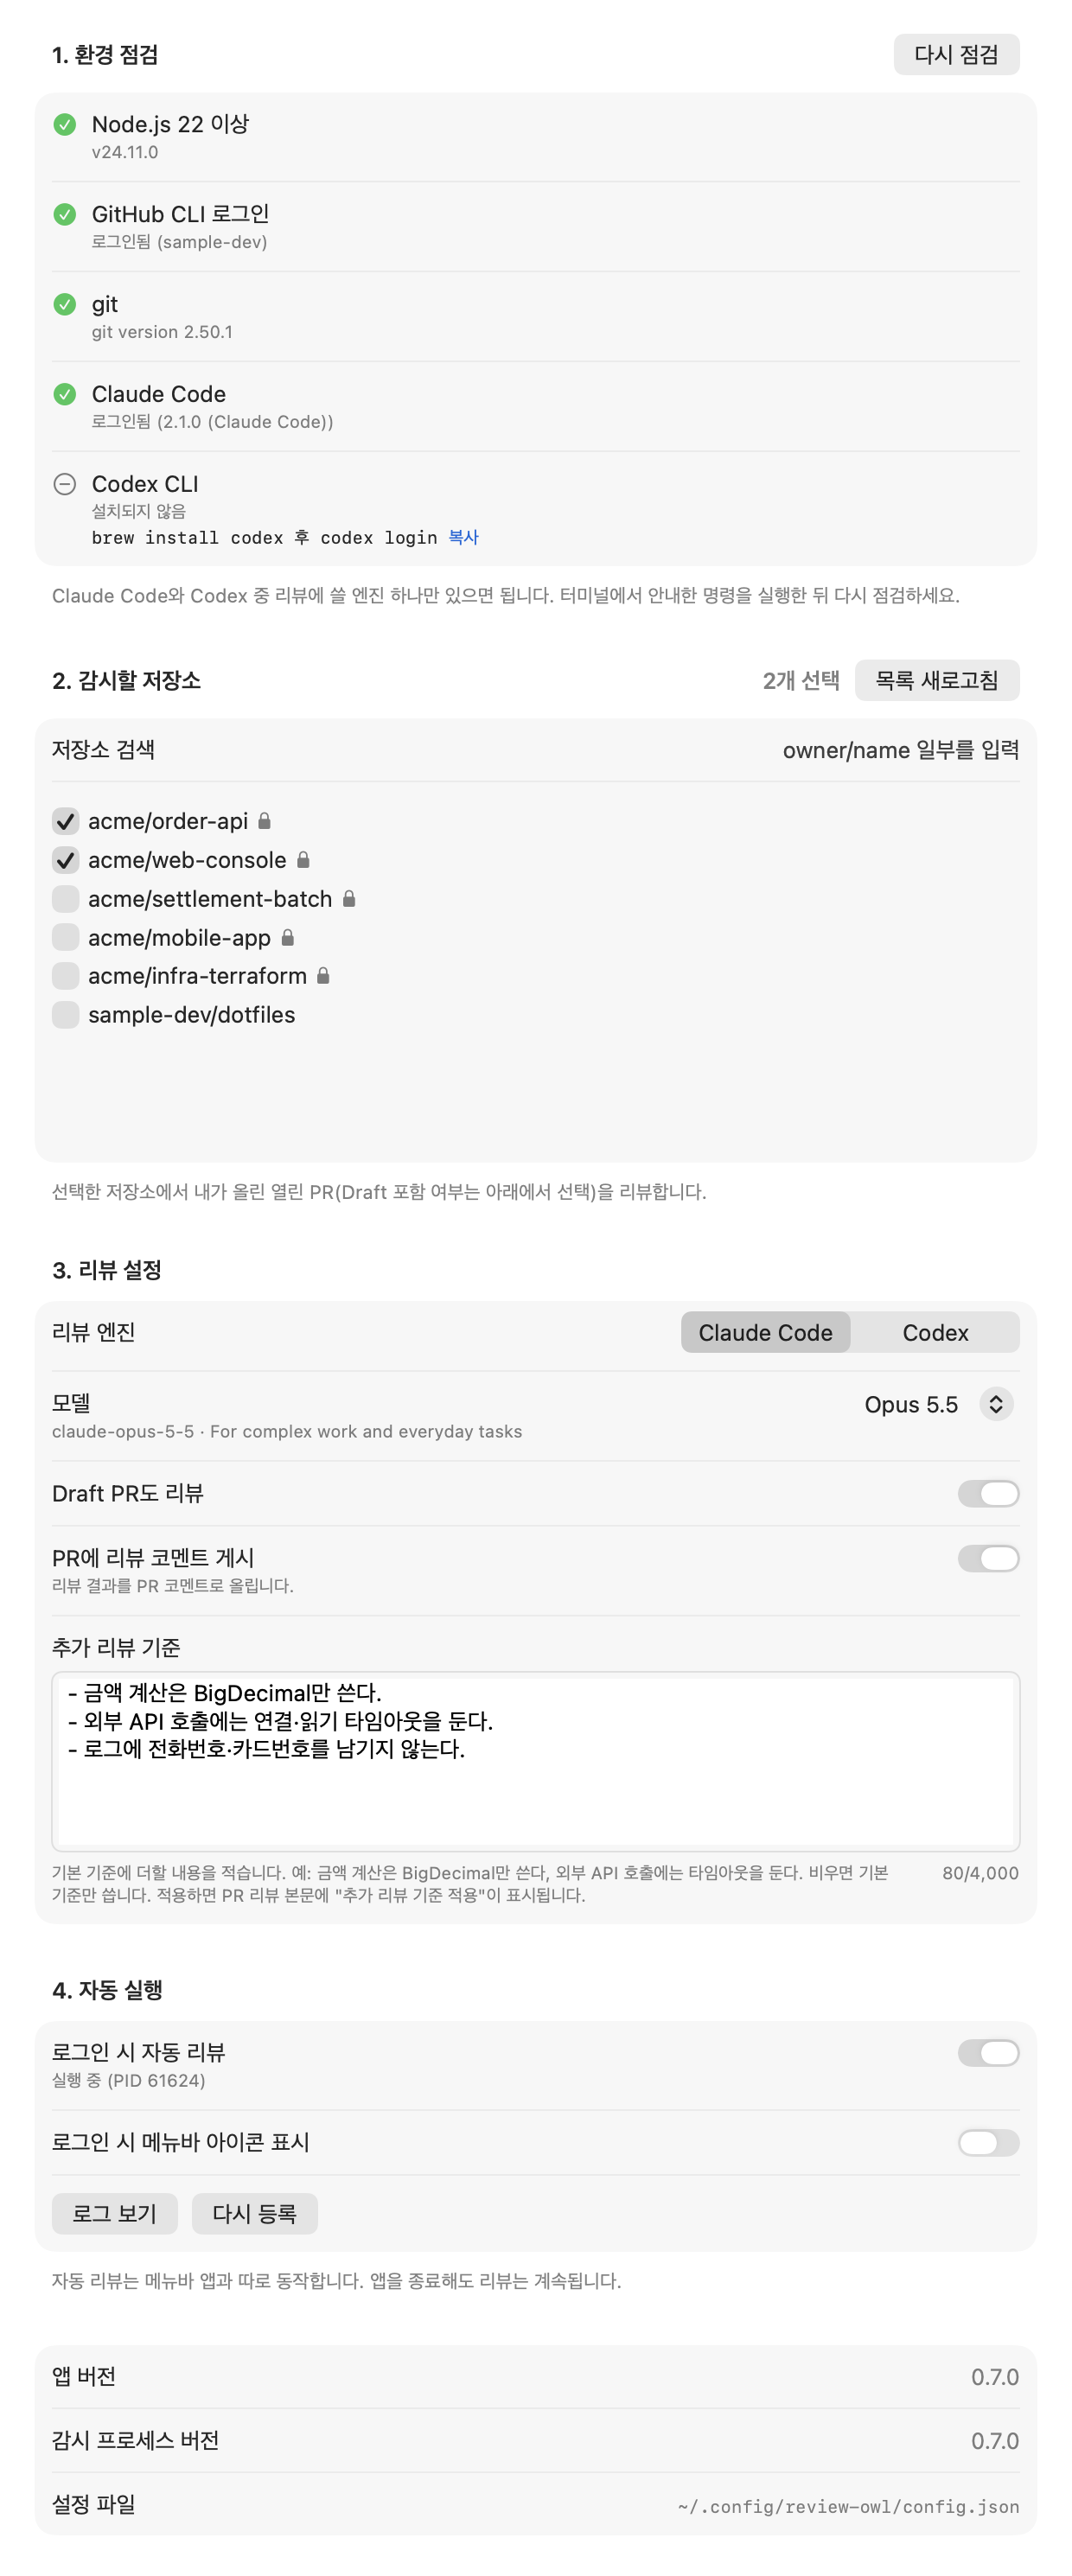 1. 환경 점검
다시 점검
Node.js 22 이상
v24.11.0
GitHub CLI 로그인
로그인됨 (sample-dev)
git
git version 2.50.1
Claude Code
로그인됨 (2.1.0 (Claude Code))
Codex CLI
설치되지 않음
brew install codex 후 codex login 복사
Claude Code와 Codex 중 리뷰에 쓸 엔진 하나만 있으면 됩니다. 터미널에서 안내한 명령을 실행한 뒤 다시 점검하세요.
2. 감시할 저장소
2개 선택
목록 새로고침
저장소 검색
owner/name 일부를 입력
acme/order-api
acme/web-console
acme/settlement-batch
acme/mobile-app
acme/infra-terraform
sample-dev/dotfiles
선택한 저장소에서 내가 올린 열린 PR(Draft 포함 여부는 아래에서 선택)을 리뷰합니다.
3. 리뷰 설정
리뷰 엔진
Claude Code
Codex
모델
Opus 5.5
claude-opus-5-5 · For complex work and everyday tasks
Draft PR도 리뷰
PR에 리뷰 코멘트 게시
리뷰 결과를 PR 코멘트로 올립니다.
추가 리뷰 기준
- 금액 계산은 BigDecimal만 쓴다.
- 외부 API 호출에는 연결·읽기 타임아웃을 둔다.
- 로그에 전화번호·카드번호를 남기지 않는다.
기본 기준에 더할 내용을 적습니다. 예: 금액 계산은 BigDecimal만 쓴다, 외부 API 호출에는 타임아웃을 둔다. 비우면 기본
기준만 씁니다. 적용하면 PR 리뷰 본문에 "추가 리뷰 기준 적용"이 표시됩니다.
80/4,000
4. 자동 실행
로그인 시 자동 리뷰
실행 중 (PID 61624)
로그인 시 메뉴바 아이콘 표시
로그 보기
다시 등록
자동 리뷰는 메뉴바 앱과 따로 동작합니다. 앱을 종료해도 리뷰는 계속됩니다.
앱 버전
0.7.0
감시 프로세스 버전
0.7.0
설정 파일
~/.config/review-owl/config.json